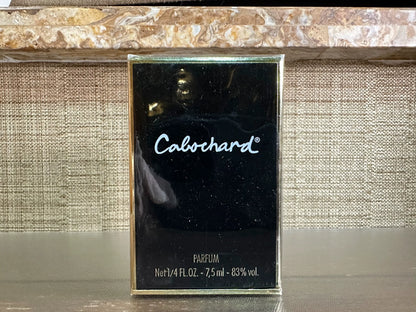 Cabochard®
PARFUM
Net 1/4 FL.OZ. - 7,5 ml - 83% vol.